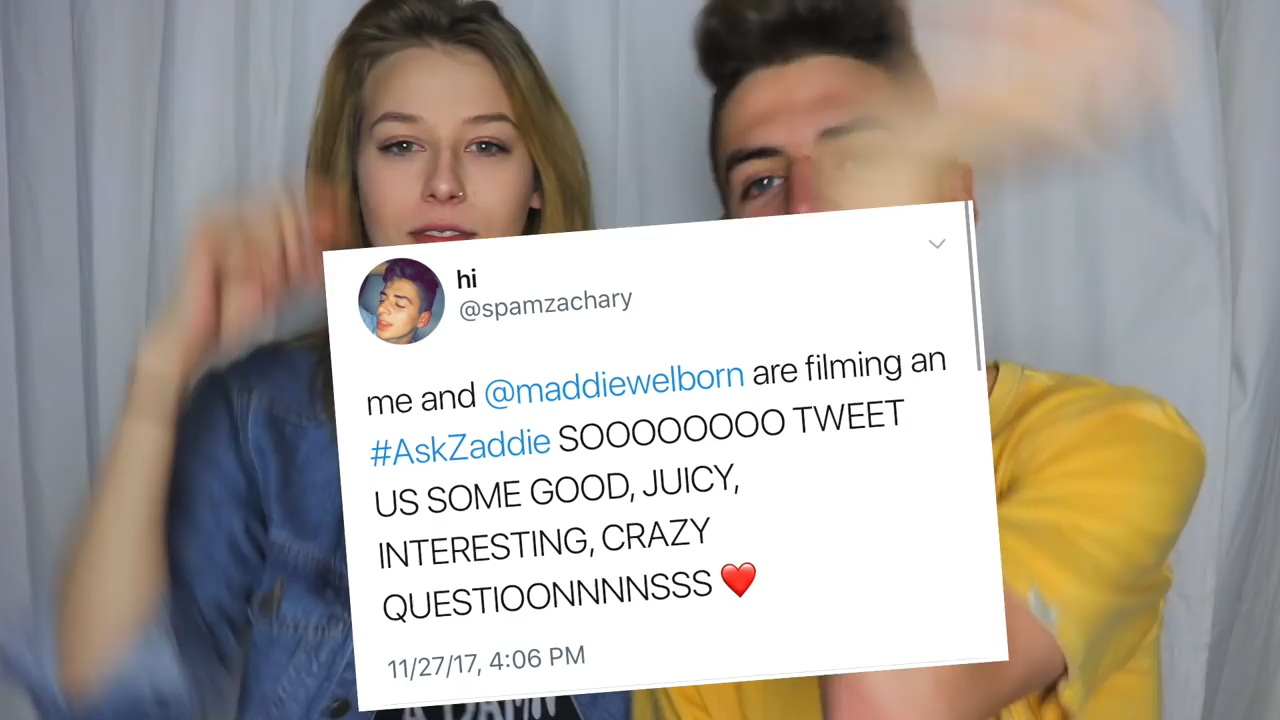 hi
@spamzachary
me and @maddiewelborn are filming an
#AskZaddie SOOOOOOOO TWEET
US SOME GOOD, JUICY,
INTERESTING, CRAZY
QUESTIOONNNNSSS ❤️
11/27/17, 4:06 PM
A DAMN